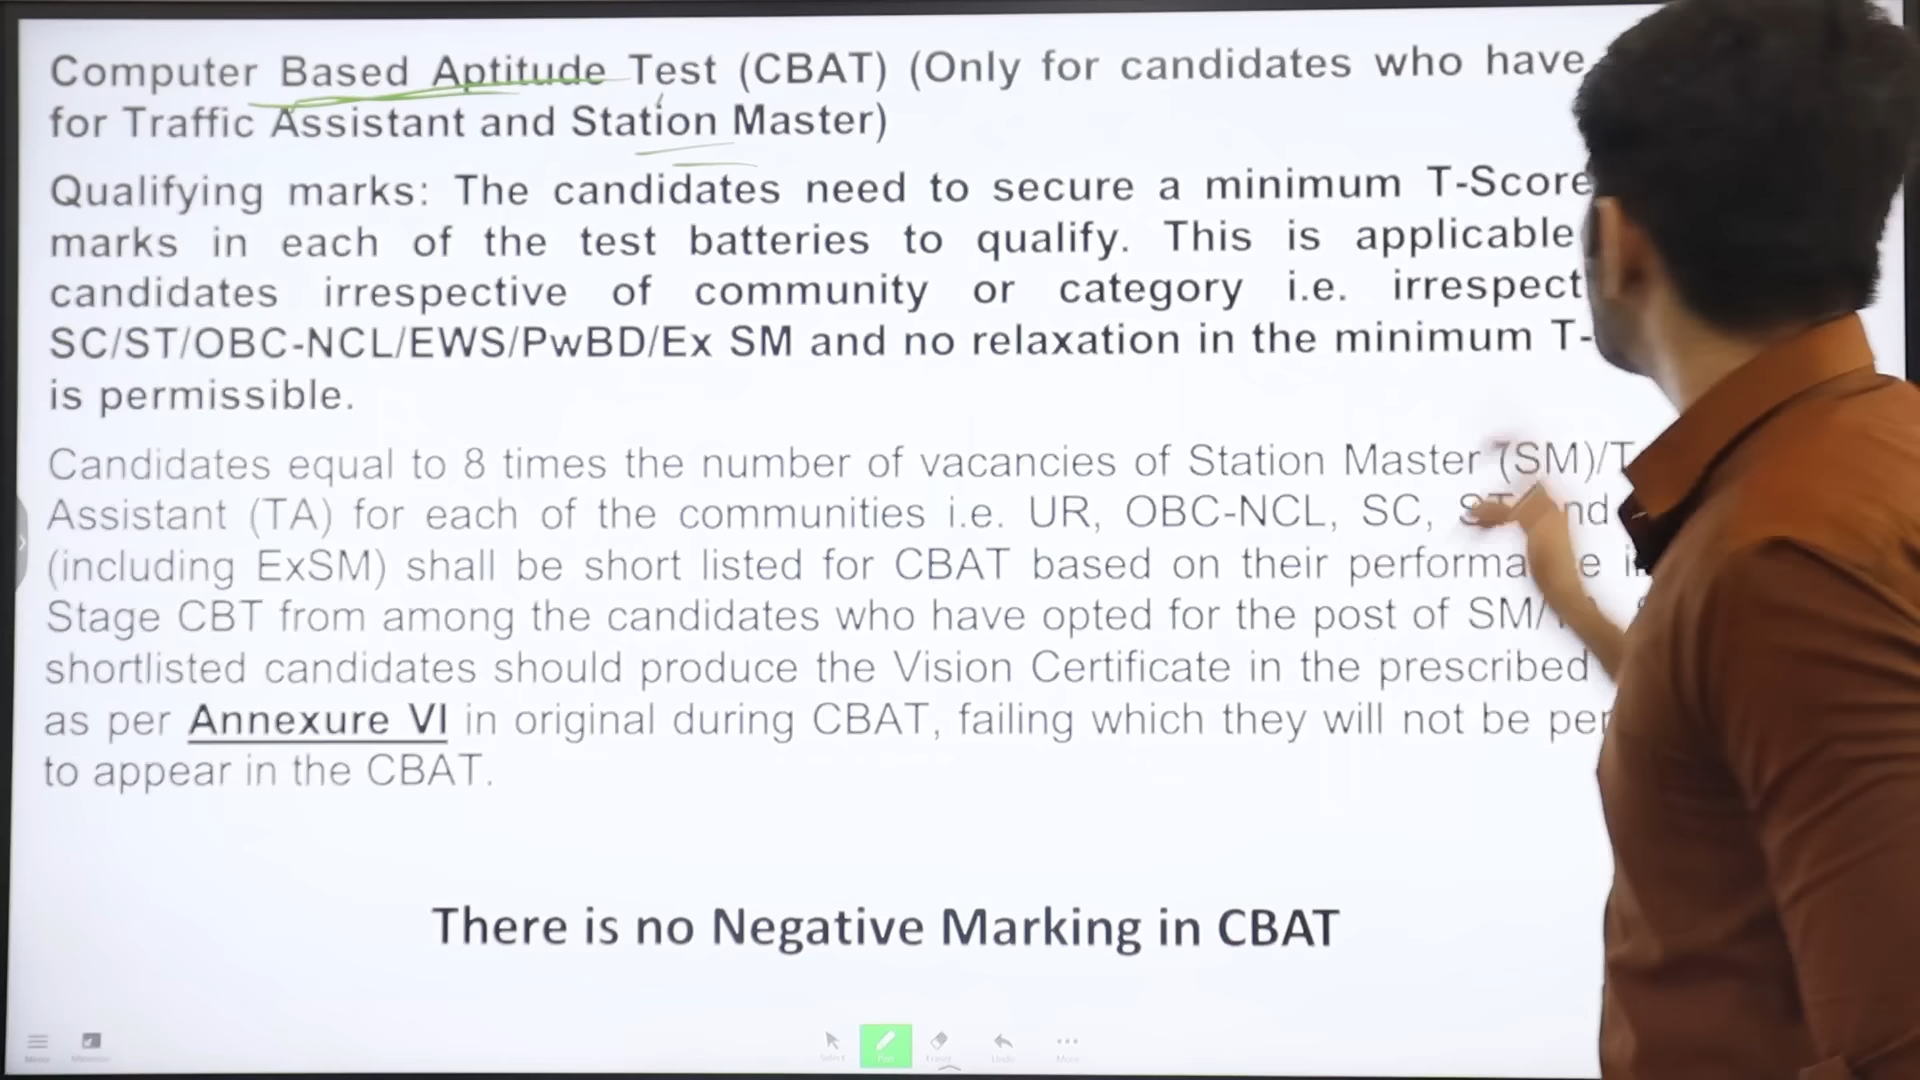 Computer Based Aptitude Test (CBAT) (Only for candidates who have
for Traffic Assistant and Station Master)
Qualifying marks: The candidates need to secure a minimum T-Score
marks in each of the test batteries to qualify. This is applicable
candidates irrespective of community or category i.e. irrespect
SC/ST/OBC-NCL/EWS/PwBD/Ex SM and no relaxation in the minimum T-
is permissible.
Candidates equal to 8 times the number of vacancies of Station Master (SM)/T
Assistant (TA) for each of the communities i.e. UR, OBC-NCL, SC,
(including ExSM) shall be short listed for CBAT based on their
Stage CBT from among the candidates who have opted for the post of SM/
shortlisted candidates should produce the Vision Certificate in the prescribed
as per Annexure VI in original during CBAT, failing which they will not be per
to appear in the CBAT.
There is no Negative Marking in CBAT
Menu
Select Pen Eraser Undo More